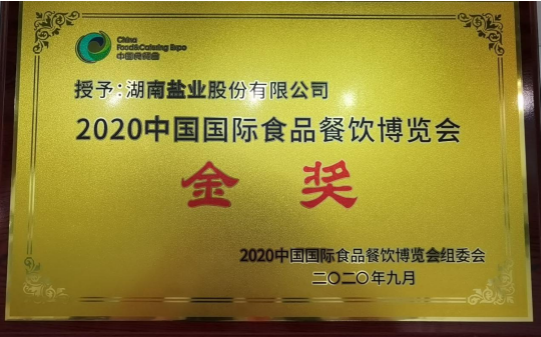 China
Food&Catering Expo
中国食餐会
授予:湖南盐业股份有限公司
2020中国国际食品餐饮博览会
金奖
2020中国国际食品餐饮博览会组委会
二〇二〇年九月